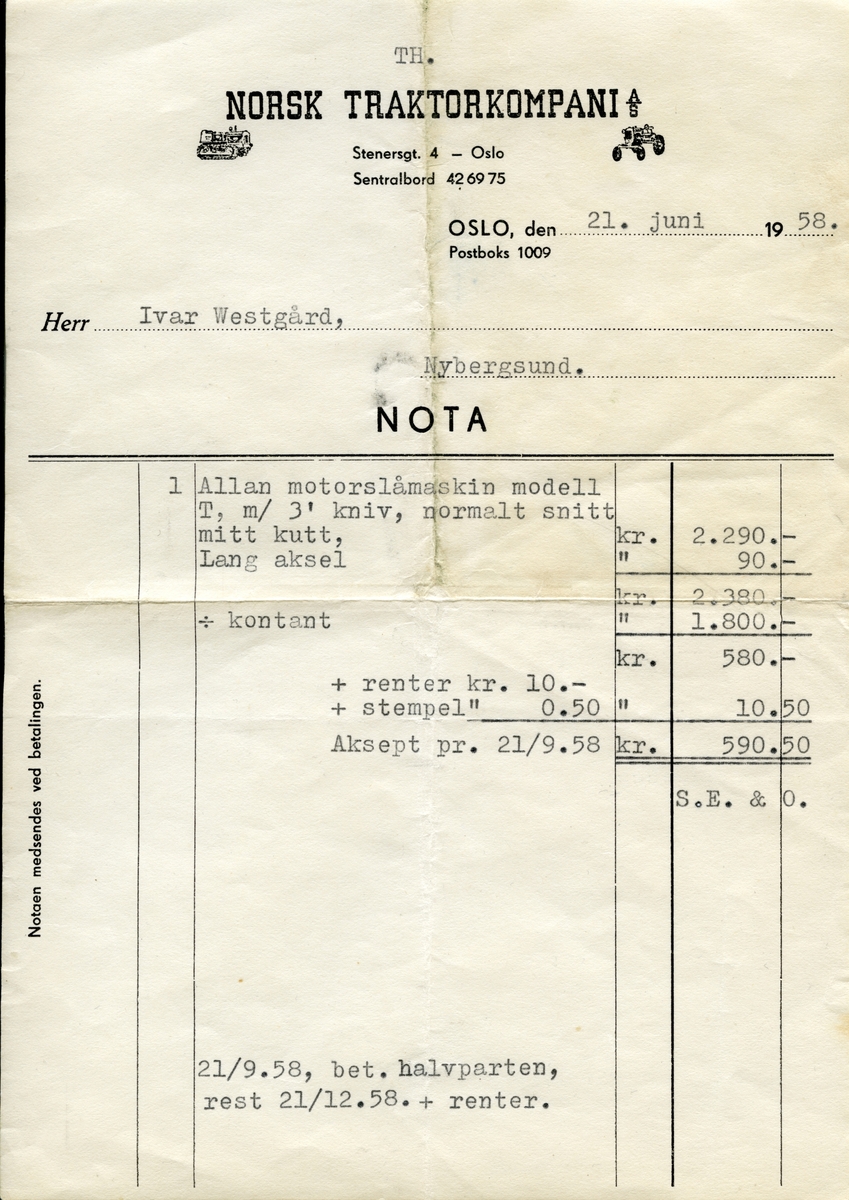 TH.
NORSK TRAKTORKOMPANI A/S
Stenersgt. 4 – Oslo
Sentralbord 42 69 75
OSLO, den 21. juni 19 58.
Postboks 1009
Herr Ivar Westgård,
Nybergsund.
NOTA
1 Allan motorslåmaskin modell
T, m/ 3' kniv, normalt snitt
mitt kutt, kr. 2.290.-
Lang aksel " 90.-
kr. 2.380.-
÷ kontant " 1.800.-
kr. 580.-
+ renter kr. 10.-
+ stempel" 0.50 " 10.50
Aksept pr. 21/9.58 kr. 590.50
S.E. & O.
Notaen medsendes ved betalingen.
21/9.58, bet. halvparten,
rest 21/12.58. + renter.